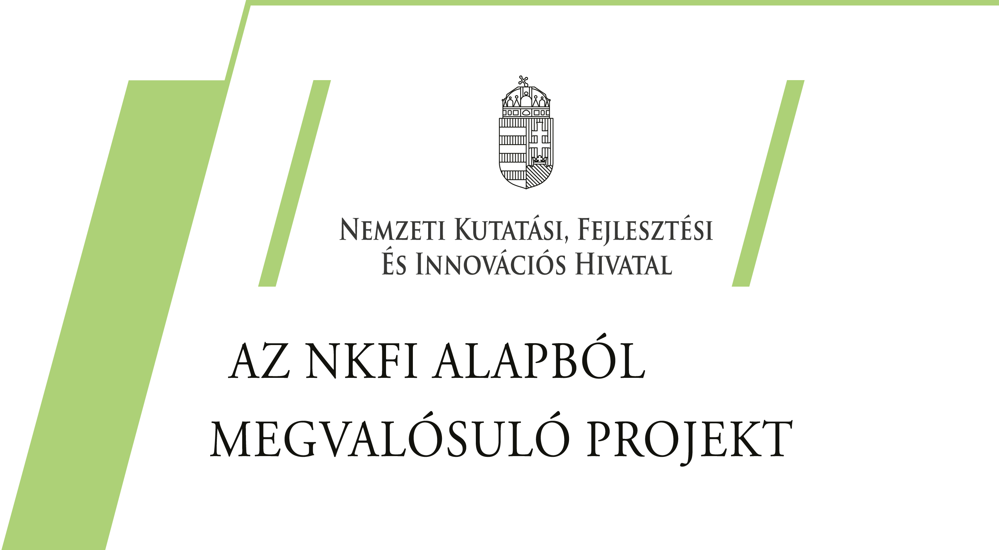 NEMZETI KUTATÁSI, FEJLESZTÉSI
ÉS INNOVÁCIÓS HIVATAL
AZ NKFI ALAPBÓL
MEGVALÓSULÓ PROJEKT